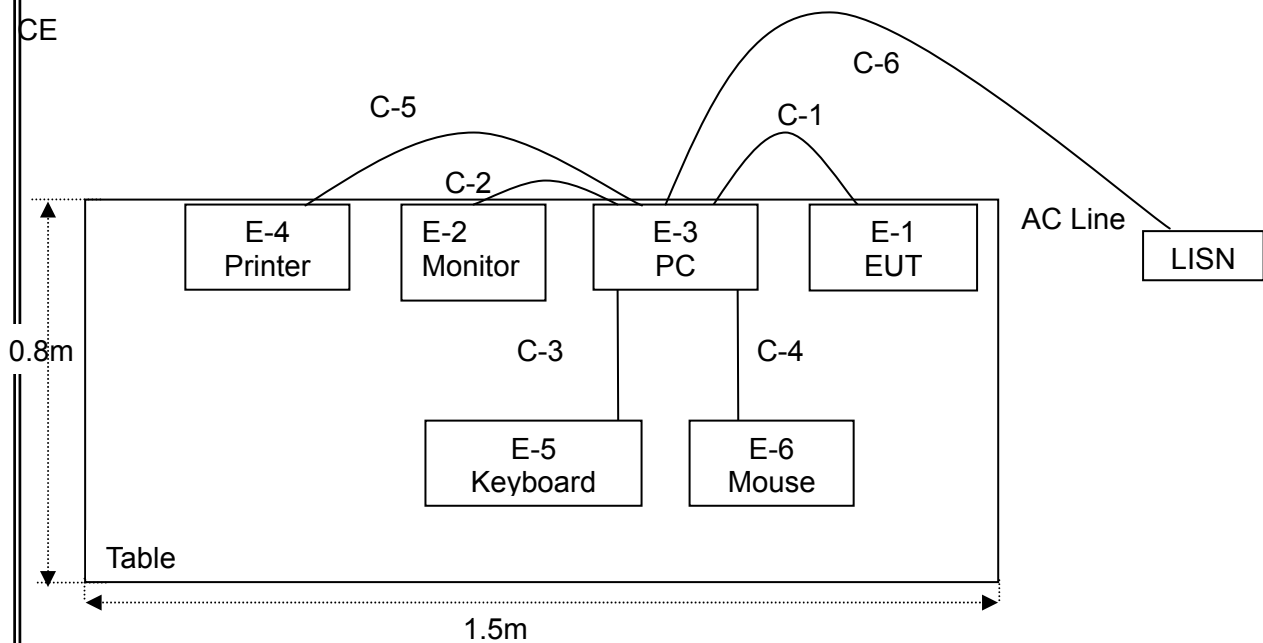 CE
C-6
C-5
C-1
C-2
E-4
Printer
E-2
Monitor
E-3
PC
E-1
EUT
AC Line
LISN
0.8m
C-3
C-4
E-5
Keyboard
E-6
Mouse
Table
1.5m